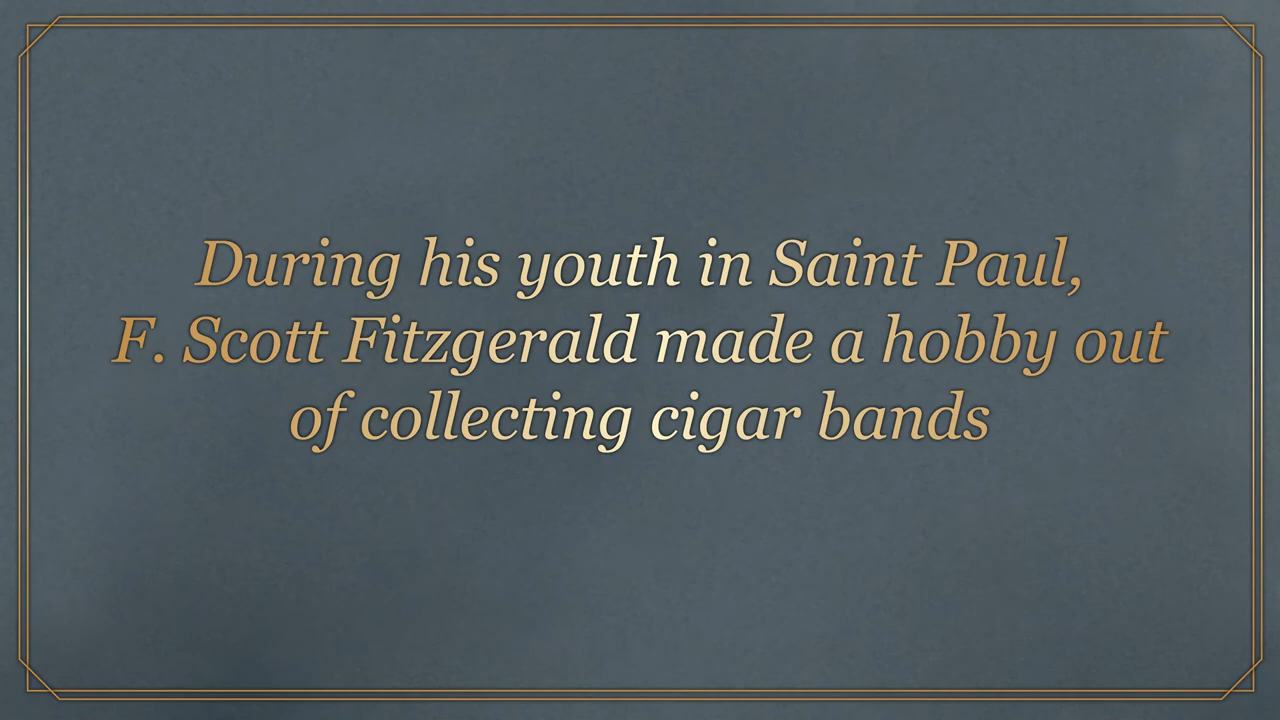 During his youth in Saint Paul,
F. Scott Fitzgerald made a hobby out
of collecting cigar bands